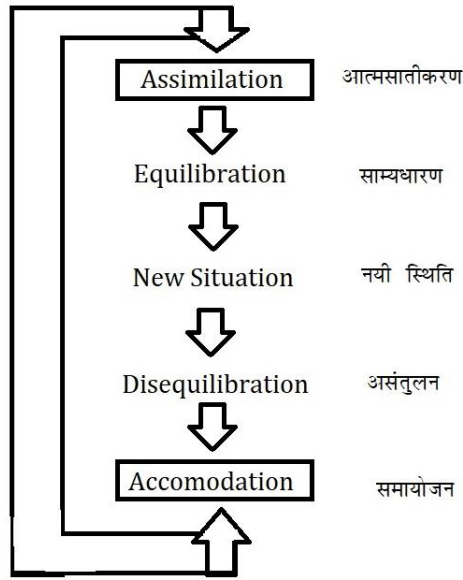 Assimilation आत्मसातीकरण
Equilibration साम्यधारण
New Situation नयी स्थिति
Disequilibration असंतुलन
Accomodation समायोजन